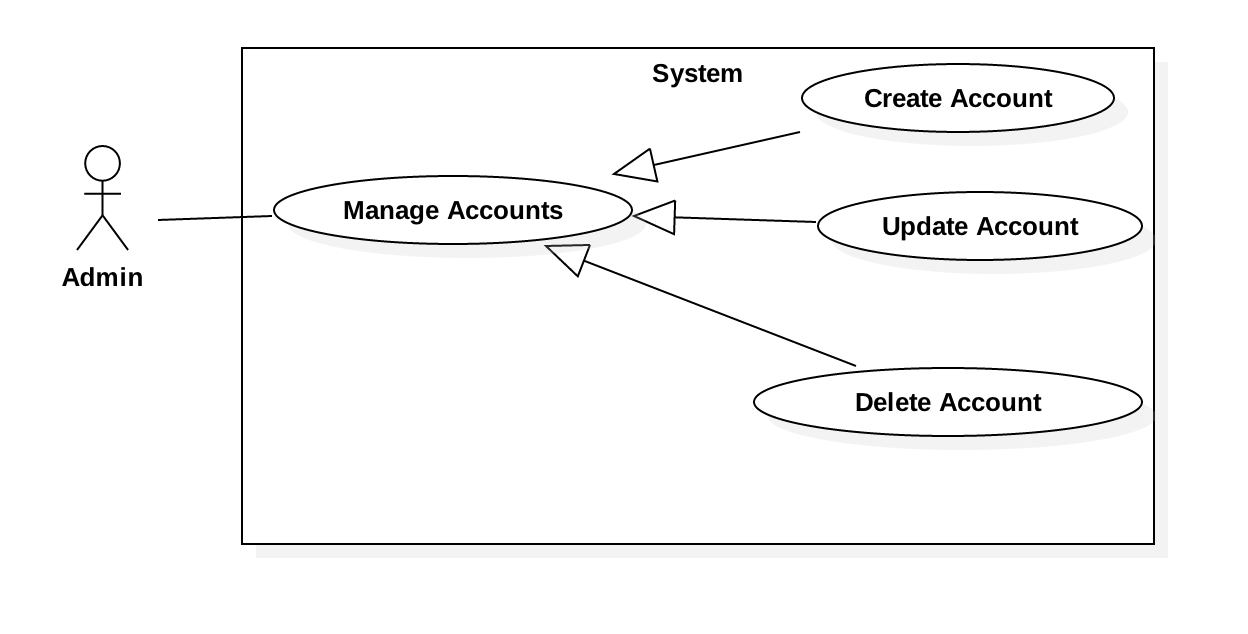 System
Create Account
Manage Accounts
Update Account
Admin
Delete Account